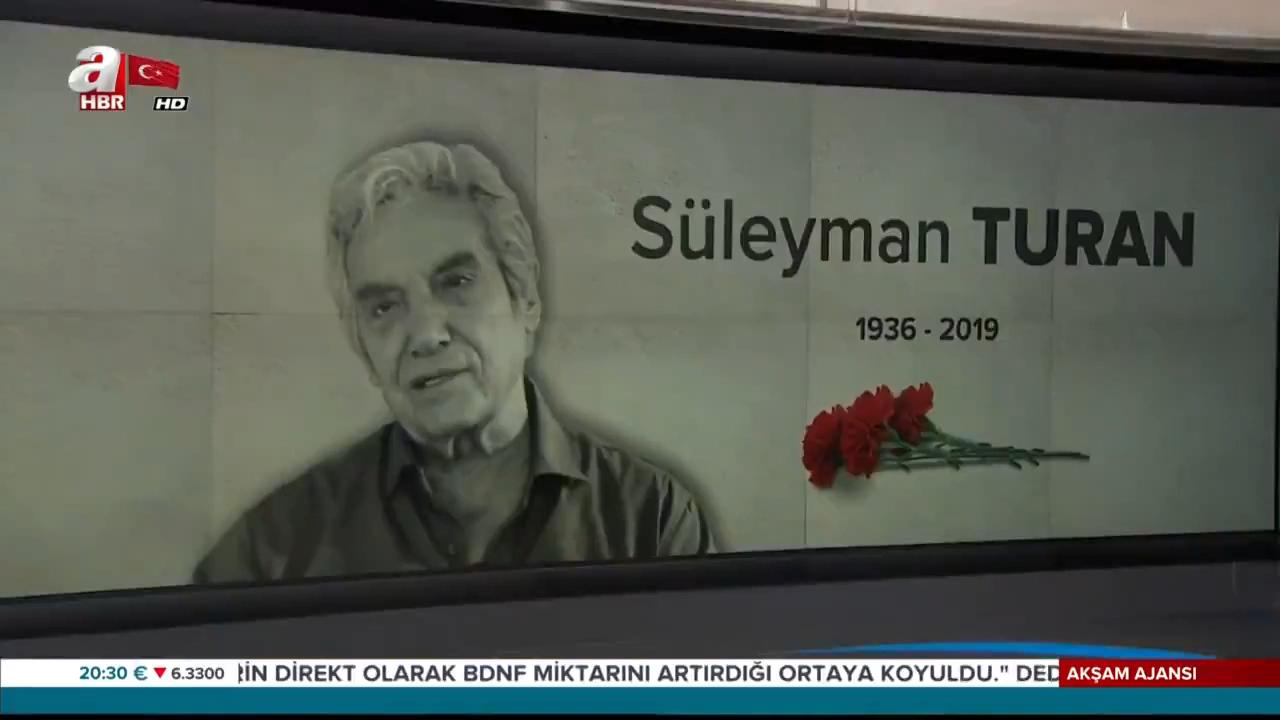 a
HBR
HD
Süleyman TURAN
1936 - 2019
20:30 € 6.3300 RİN DİREKT OLARAK BDNF MİKTARINI ARTIRDIĞI ORTAYA KOYULDU." DED
AKŞAM AJANSI